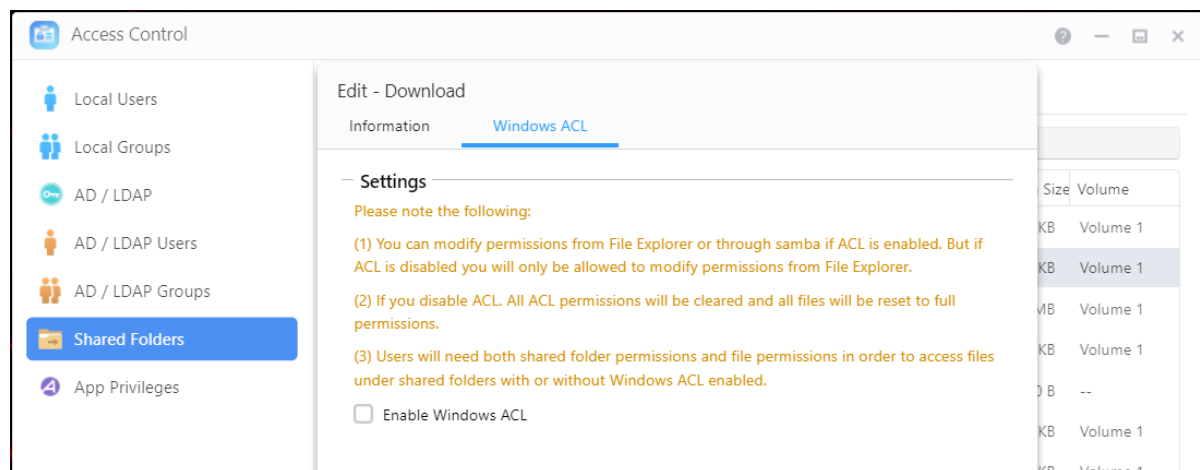 Access Control
Local Users
Local Groups
AD / LDAP
AD / LDAP Users
AD / LDAP Groups
Shared Folders
App Privileges
Edit - Download
Information
Windows ACL
Settings
Please note the following:
(1) You can modify permissions from File Explorer or through samba if ACL is enabled. But if
ACL is disabled you will only be allowed to modify permissions from File Explorer.
(2) If you disable ACL. All ACL permissions will be cleared and all files will be reset to full
permissions.
(3) Users will need both shared folder permissions and file permissions in order to access files
under shared folders with or without Windows ACL enabled.
Enable Windows ACL
Size Volume
KB Volume 1
KB Volume 1
MB Volume 1
KB Volume 1
0 B --
KB Volume 1